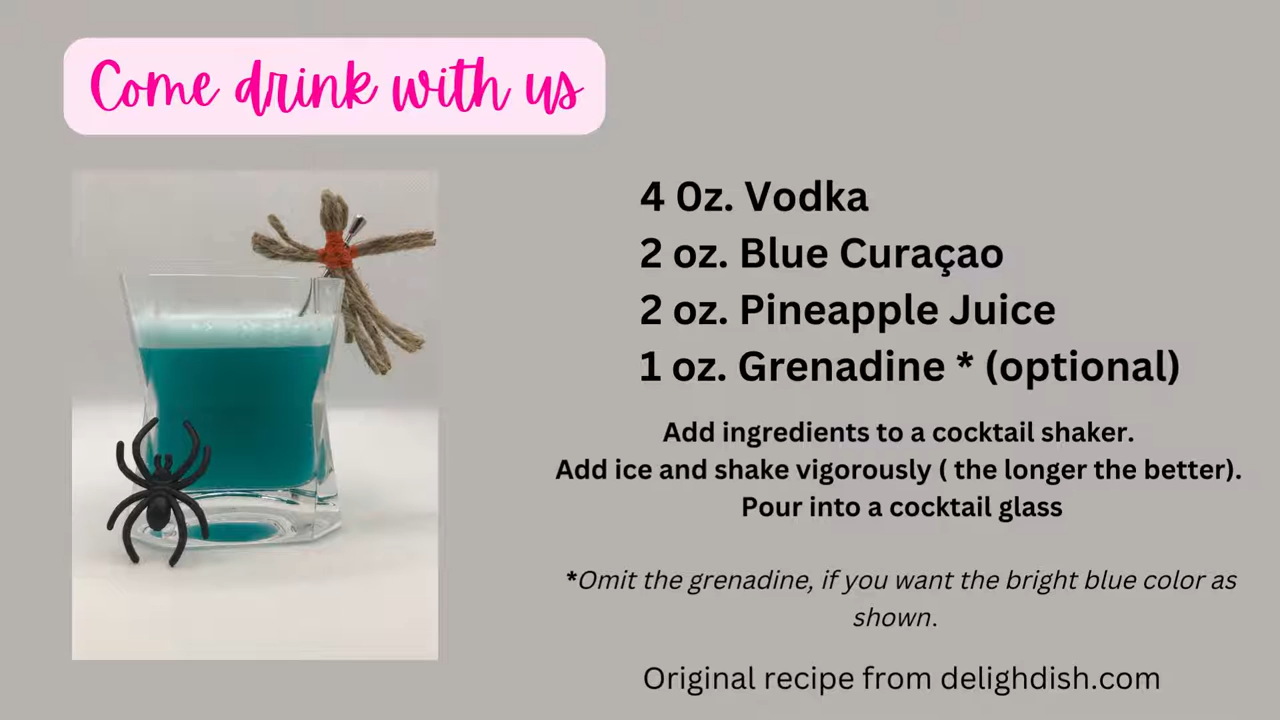 Come drink with us
4 Oz. Vodka
2 oz. Blue Curaçao
2 oz. Pineapple Juice
1 oz. Grenadine * (optional)
Add ingredients to a cocktail shaker.
Add ice and shake vigorously ( the longer the better).
Pour into a cocktail glass
*Omit the grenadine, if you want the bright blue color as
shown.
Original recipe from delighdish.com